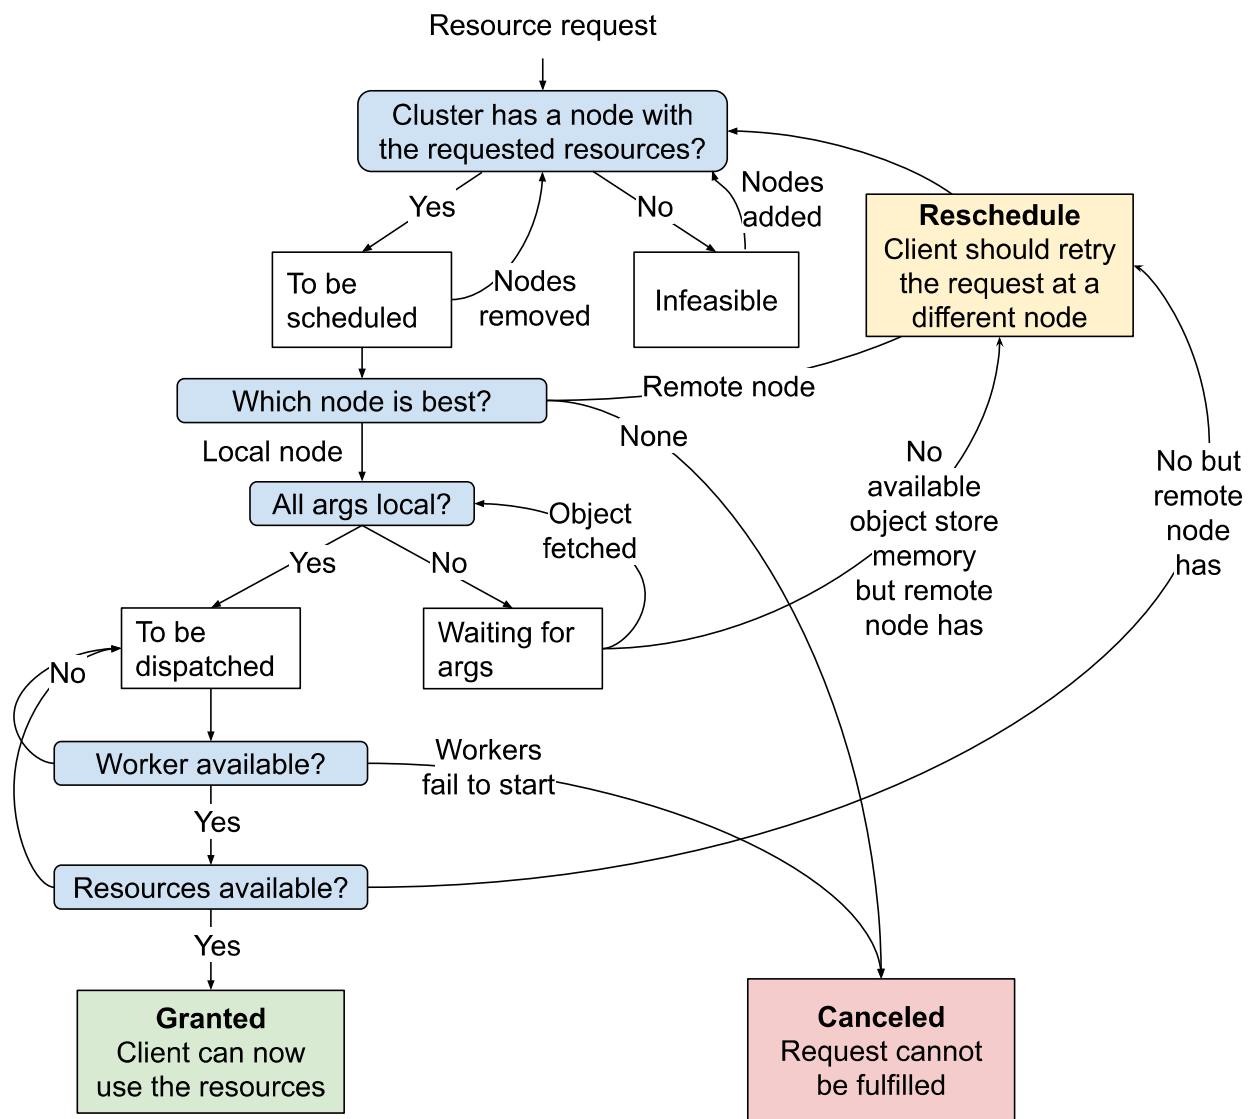 Resource request
Cluster has a node with
the requested resources?
Yes
No
Nodes
added
Reschedule
Client should retry
the request at a
different node
To be
scheduled
Nodes
removed
Infeasible
Which node is best?
Remote node
None
Local node
All args local?
Object
fetched
No
available
object store
memory
but remote
node has
No but
remote
node
has
Yes
No
To be
dispatched
Waiting for
args
No
Worker available?
Workers
fail to start
Yes
Resources available?
Yes
Granted
Client can now
use the resources
Canceled
Request cannot
be fulfilled